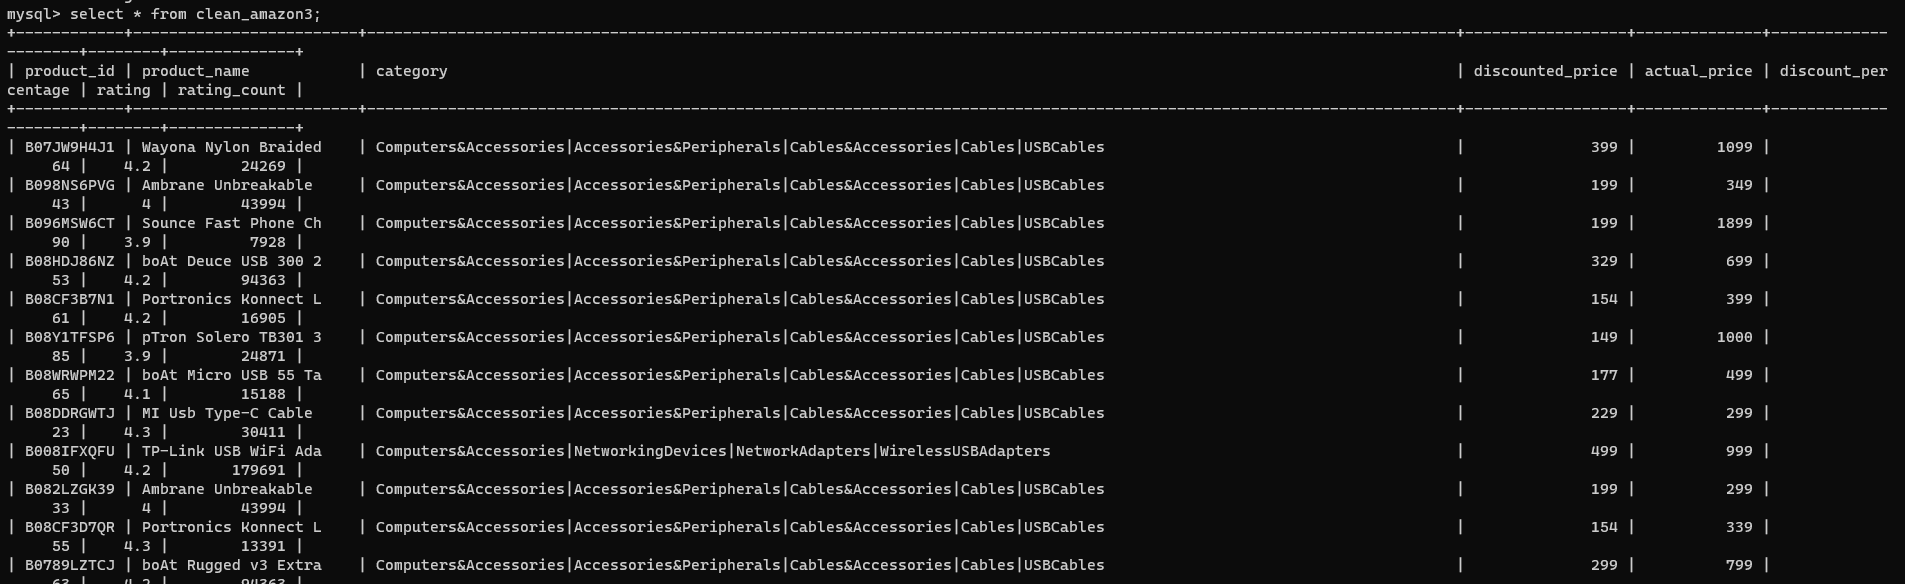 mysql> select * from clean_amazon3;
+------------+-------------------------+-------------------------------------------------------------------------------------------------------------------------+------------------+--------------+-------------
--------+--------+--------------+
| product_id | product_name            | category                                                                                                                | discounted_price | actual_price | discount_per
centage | rating | rating_count |
+------------+-------------------------+-------------------------------------------------------------------------------------------------------------------------+------------------+--------------+-------------
--------+--------+--------------+
| B07JW9H4J1 | Wayona Nylon Braided    | Computers&Accessories|Accessories&Peripherals|Cables&Accessories|Cables|USBCables                                       |              399 |         1099 |
     64 |    4.2 |        24269 |
| B098NS6PVG | Ambrane Unbreakable     | Computers&Accessories|Accessories&Peripherals|Cables&Accessories|Cables|USBCables                                       |              199 |          349 |
     43 |      4 |        43994 |
| B096MSW6CT | Sounce Fast Phone Ch    | Computers&Accessories|Accessories&Peripherals|Cables&Accessories|Cables|USBCables                                       |              199 |         1899 |
     90 |    3.9 |         7928 |
| B08HDJ86NZ | boAt Deuce USB 300 2    | Computers&Accessories|Accessories&Peripherals|Cables&Accessories|Cables|USBCables                                       |              329 |          699 |
     53 |    4.2 |        94363 |
| B08CF3B7N1 | Portronics Konnect L    | Computers&Accessories|Accessories&Peripherals|Cables&Accessories|Cables|USBCables                                       |              154 |          399 |
     61 |    4.2 |        16905 |
| B08Y1TFSP6 | pTron Solero TB301 3    | Computers&Accessories|Accessories&Peripherals|Cables&Accessories|Cables|USBCables                                       |              149 |         1000 |
     85 |    3.9 |        24871 |
| B08WRWPM22 | boAt Micro USB 55 Ta    | Computers&Accessories|Accessories&Peripherals|Cables&Accessories|Cables|USBCables                                       |              177 |          499 |
     65 |    4.1 |        15188 |
| B08DDRGWTJ | MI Usb Type-C Cable     | Computers&Accessories|Accessories&Peripherals|Cables&Accessories|Cables|USBCables                                       |              229 |          299 |
     23 |    4.3 |        30411 |
| B008IFXQFU | TP-Link USB WiFi Ada    | Computers&Accessories|NetworkingDevices|NetworkAdapters|WirelessUSBAdapters                                             |              499 |          999 |
     50 |    4.2 |       179691 |
| B082LZGK39 | Ambrane Unbreakable     | Computers&Accessories|Accessories&Peripherals|Cables&Accessories|Cables|USBCables                                       |              199 |          299 |
     33 |      4 |        43994 |
| B08CF3D7QR | Portronics Konnect L    | Computers&Accessories|Accessories&Peripherals|Cables&Accessories|Cables|USBCables                                       |              154 |          339 |
     55 |    4.3 |        13391 |
| B0789LZTCJ | boAt Rugged v3 Extra    | Computers&Accessories|Accessories&Peripherals|Cables&Accessories|Cables|USBCables                                       |              299 |          799 |
     63 |    4.2 |        94363 |